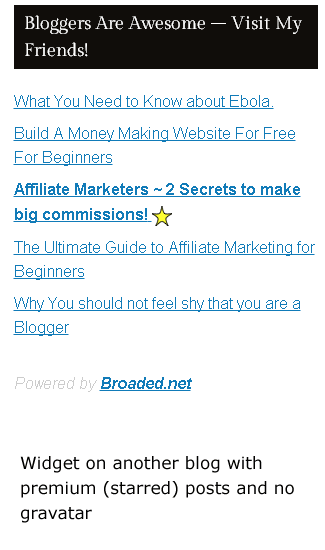 Bloggers Are Awesome — Visit My
Friends!
What You Need to Know about Ebola.
Build A Money Making Website For Free
For Beginners
Affiliate Marketers ~ 2 Secrets to make
big commissions!
The Ultimate Guide to Affiliate Marketing for
Beginners
Why You should not feel shy that you are a
Blogger
Powered by Broaded.net
Widget on another blog with
premium (starred) posts and no
gravatar